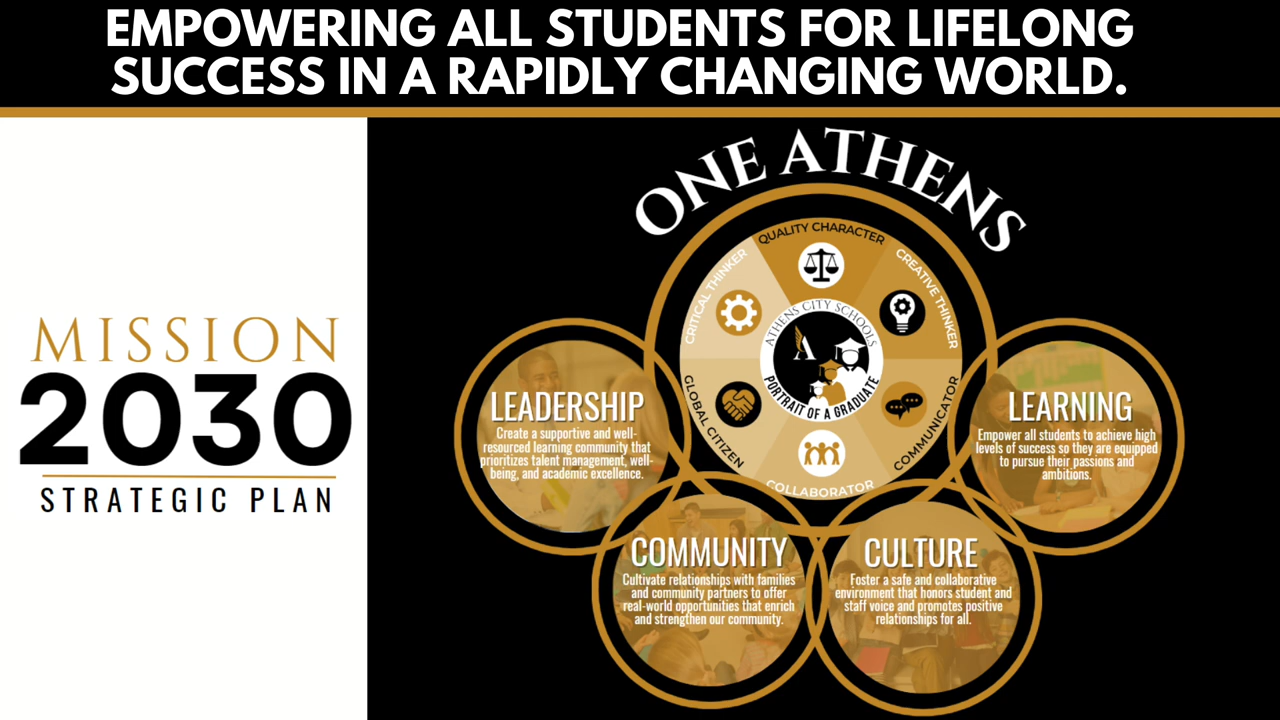 EMPOWERING ALL STUDENTS FOR LIFELONG
SUCCESS IN A RAPIDLY CHANGING WORLD.
MISSION
2030
STRATEGIC PLAN
ONE ATHENS
QUALITY CHARACTER
CREATIVE THINKER
COMMUNICATOR
COLLABORATOR
GLOBAL CITIZEN
CRITICAL THINKER
ATHENS CITY SCHOOLS
A
PORTRAIT OF A GRADUATE
LEADERSHIP
Create a supportive and well-
resourced learning community that
prioritizes talent management, well-
being, and academic excellence.
COMMUNITY
Cultivate relationships with families
and community partners to offer
real-world opportunities that enrich
and strengthen our community.
CULTURE
Foster a safe and collaborative
environment that honors student and
staff voice and promotes positive
relationships for all.
LEARNING
Empower all students to achieve high
levels of success so they are equipped
to pursue their passions and
ambitions.